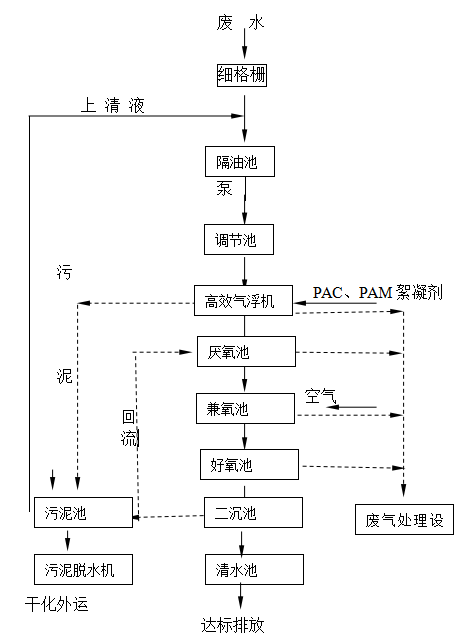 废 水
细格栅
上 清 液
隔油池
泵
调节池
污
高效气浮机
PAC、PAM絮凝剂
厌氧池
泥
空气
回
流
兼氧池
好氧池
污泥池
二沉池
废气处理设
污泥脱水机
清水池
干化外运
达标排放